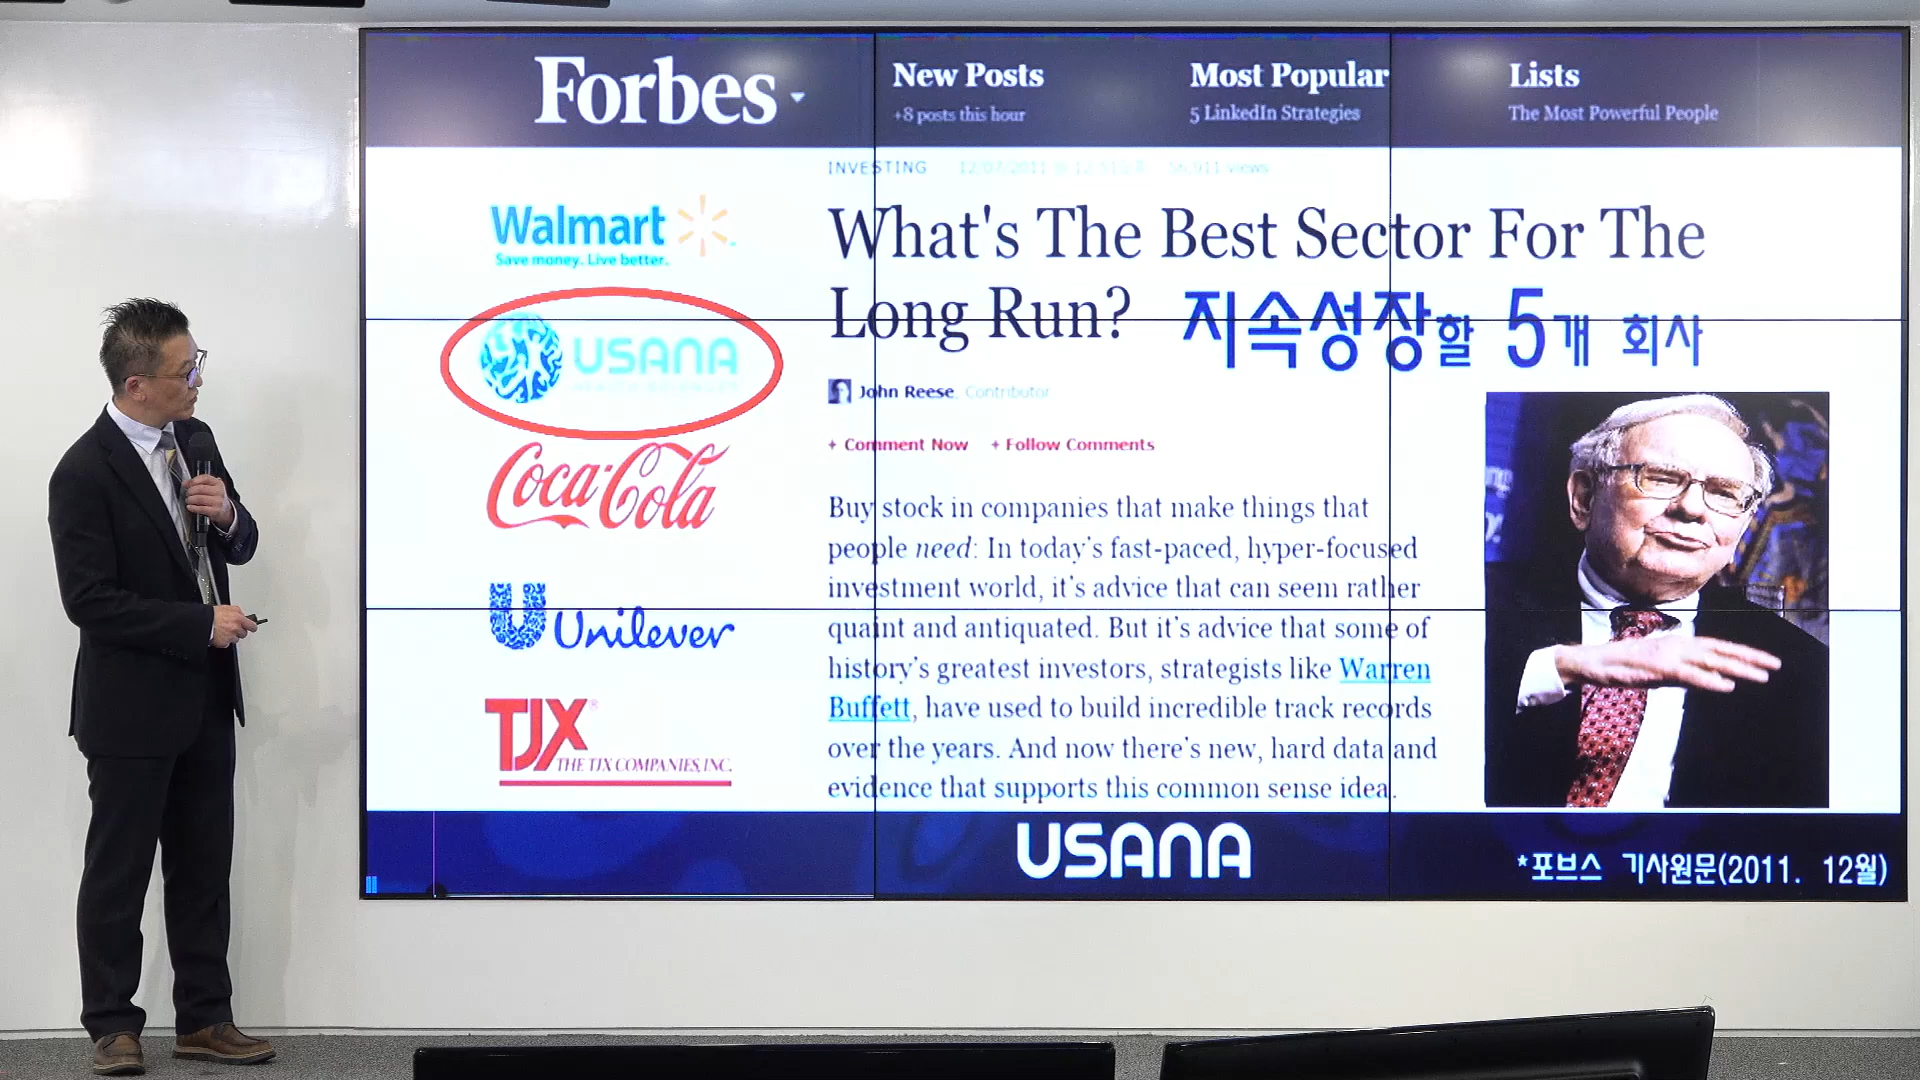 Forbes
New Posts
+8 posts this hour
Most Popular
5 LinkedIn Strategies
Lists
The Most Powerful People
Walmart
Save money. Live better.
USANA
Coca-Cola
Unilever
TJX
THE TJX COMPANIES, INC.
INVESTING
What's The Best Sector For The
Long Run?
지속성장할 5개 회사
John Reese, Contributor
+ Comment Now + Follow Comments
Buy stock in companies that make things that
people need: In today's fast-paced, hyper-focused
investment world, it's advice that can seem rather
quaint and antiquated. But it's advice that some of
history's greatest investors, strategists like Warren
Buffett, have used to build incredible track records
over the years. And now there's new, hard data and
evidence that supports this common sense idea.
USANA
*포브스 기사원문(2011. 12월)